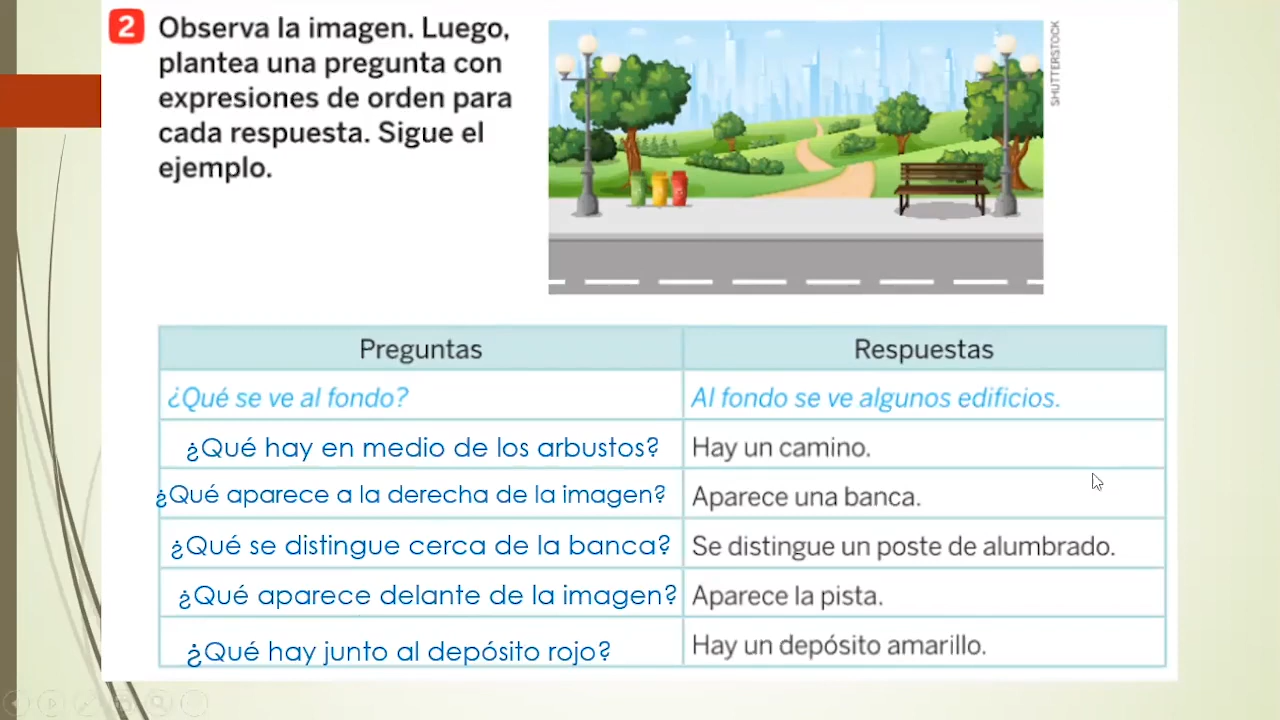 2
Observa la imagen. Luego,
plantea una pregunta con
expresiones de orden para
cada respuesta. Sigue el
ejemplo.
SHUTTERSTOCK
Preguntas
Respuestas
¿Qué se ve al fondo?
Al fondo se ve algunos edificios.
¿Qué hay en medio de los arbustos?
Hay un camino.
¿Qué aparece a la derecha de la imagen?
Aparece una banca.
¿Qué se distingue cerca de la banca?
Se distingue un poste de alumbrado.
¿Qué aparece delante de la imagen?
Aparece la pista.
¿Qué hay junto al depósito rojo?
Hay un depósito amarillo.